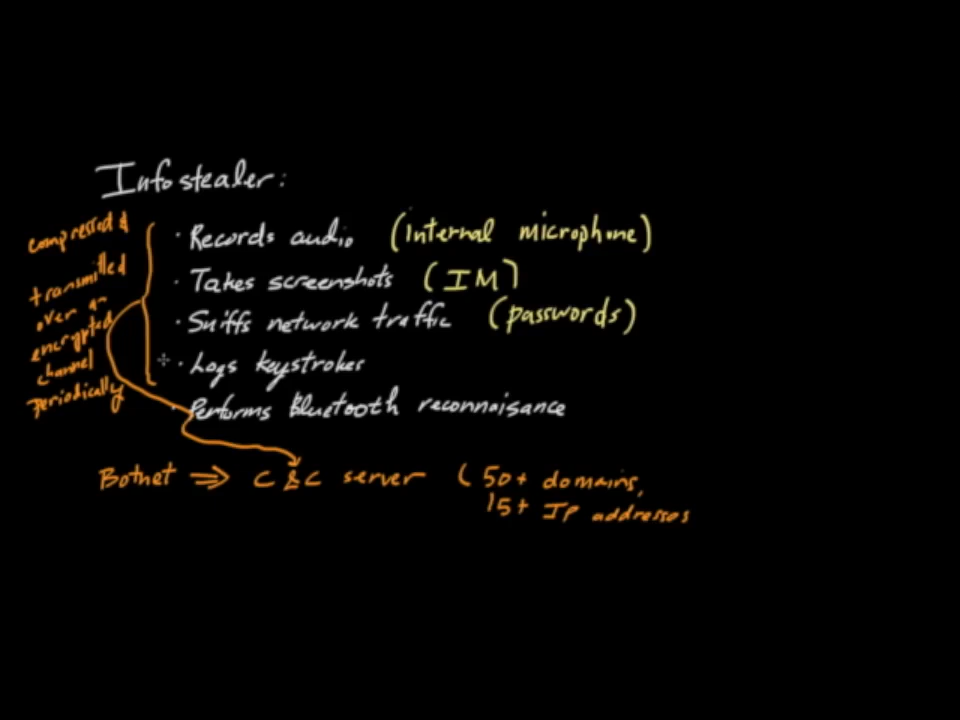 Infostealer:
compressed &
transmitted
over an
encrypted
channel
periodically
· Records audio (internal microphone)
· Takes screenshots (IM)
· Sniffs network traffic (passwords)
· Logs keystrokes
· Performs Bluetooth reconnaisance
Botnet ⇒ C & C server (50+ domains,
15+ IP addresses